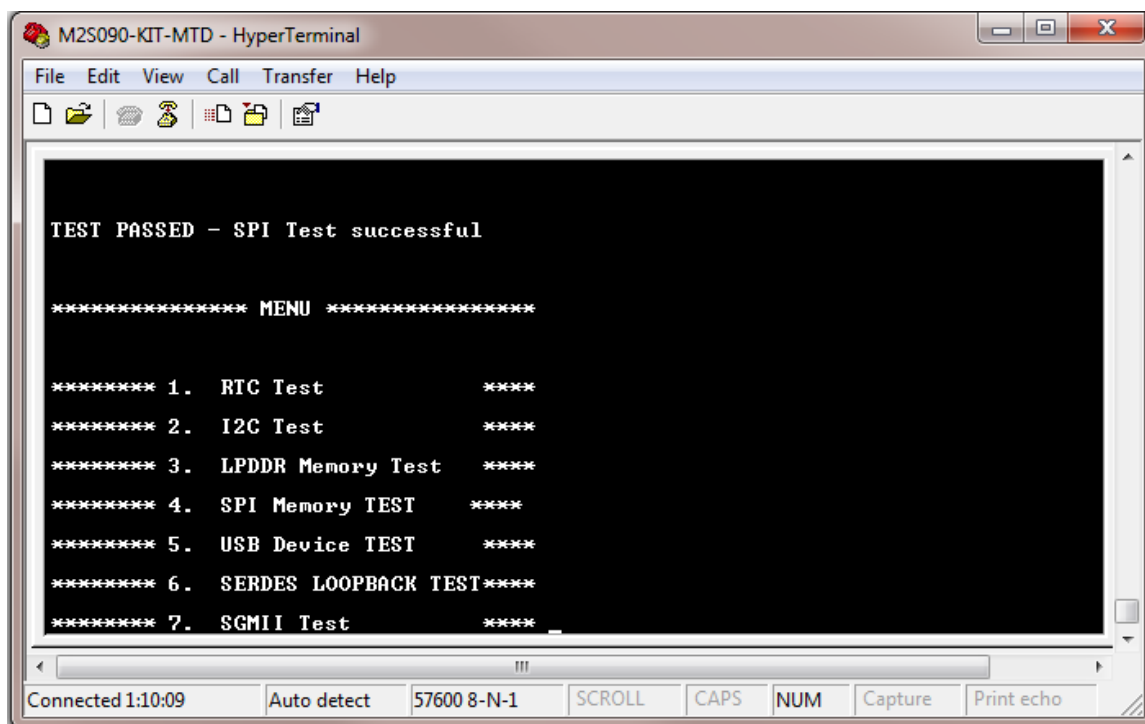 M2S090-KIT-MTD - HyperTerminal
File Edit View Call Transfer Help
TEST PASSED - SPI Test successful
*************** MENU ****************
******** 1. RTC Test ****
******** 2. I2C Test ****
******** 3. LPDDR Memory Test ****
******** 4. SPI Memory TEST ****
******** 5. USB Device TEST ****
******** 6. SERDES LOOPBACK TEST****
******** 7. SGMII Test **** _
Connected 1:10:09 Auto detect 57600 8-N-1 SCROLL CAPS NUM Capture Print echo